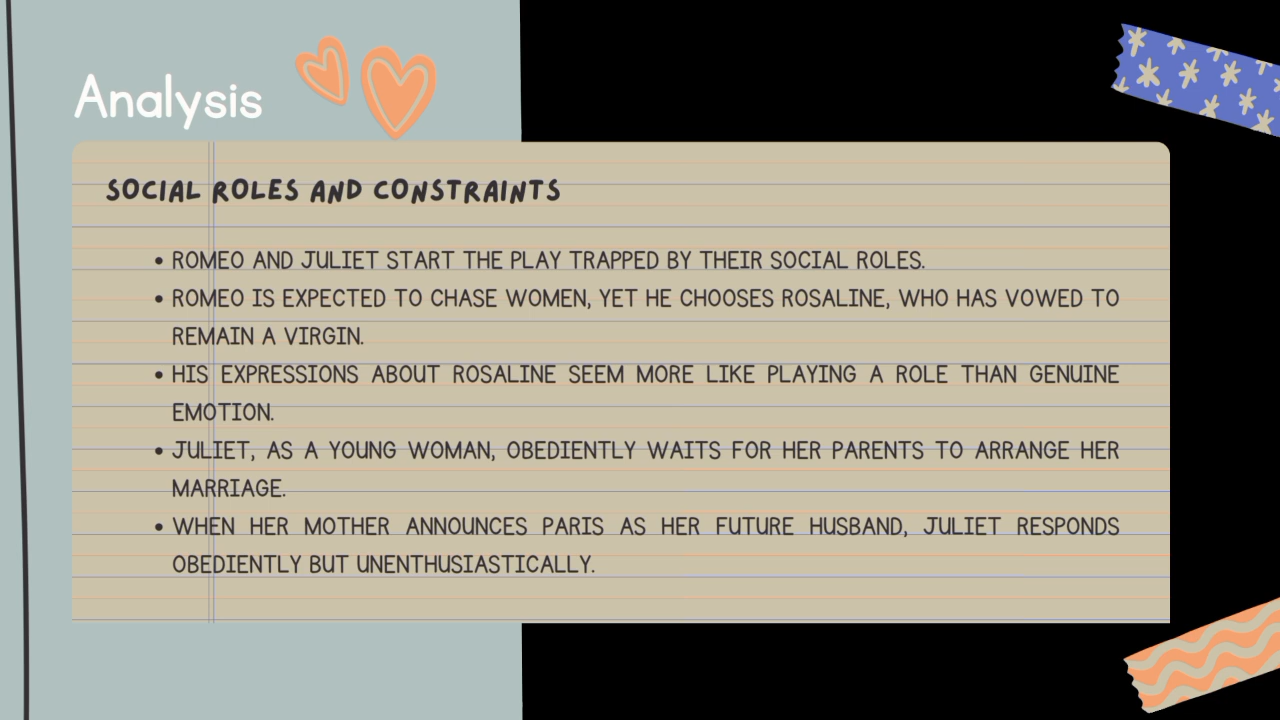 Analysis
SOCIAL ROLES AND CONSTRAINTS
• ROMEO AND JULIET START THE PLAY TRAPPED BY THEIR SOCIAL ROLES.
• ROMEO IS EXPECTED TO CHASE WOMEN, YET HE CHOOSES ROSALINE, WHO HAS VOWED TO
REMAIN A VIRGIN.
• HIS EXPRESSIONS ABOUT ROSALINE SEEM MORE LIKE PLAYING A ROLE THAN GENUINE
EMOTION.
• JULIET, AS A YOUNG WOMAN, OBEDIENTLY WAITS FOR HER PARENTS TO ARRANGE HER
MARRIAGE.
• WHEN HER MOTHER ANNOUNCES PARIS AS HER FUTURE HUSBAND, JULIET RESPONDS
OBEDIENTLY BUT UNENTHUSIASTICALLY.